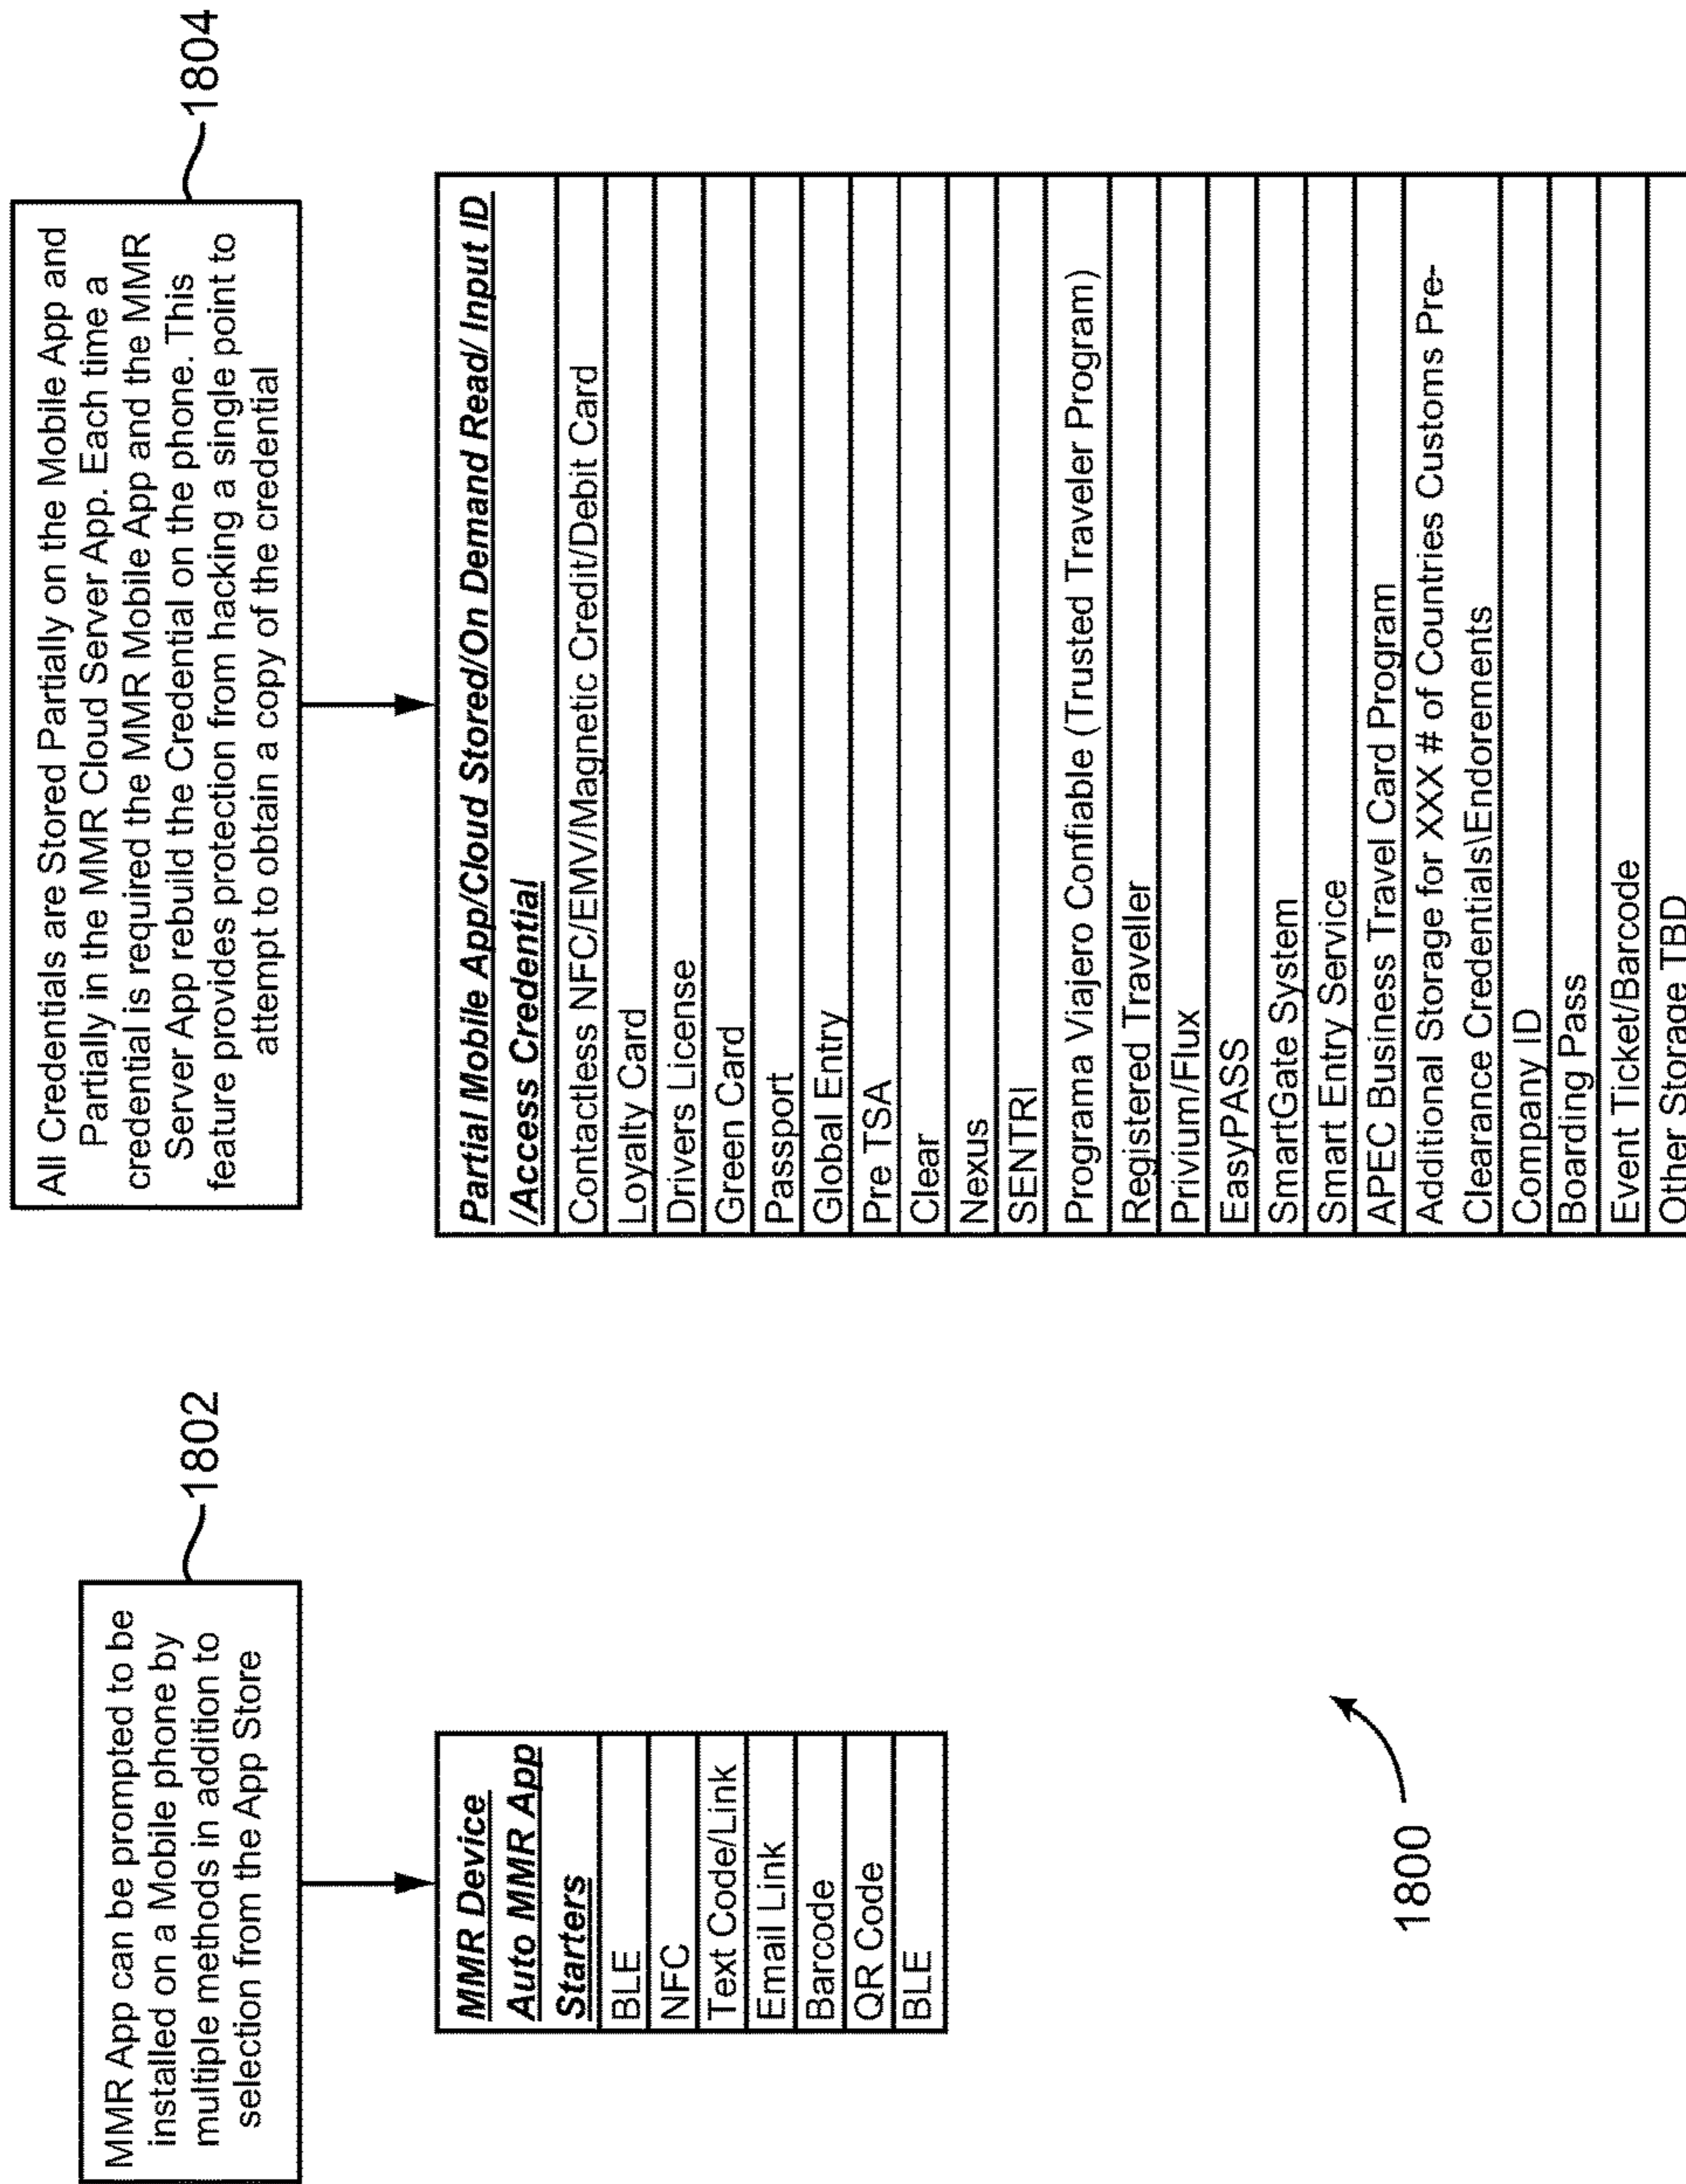 MMR App can be prompted to be
installed on a Mobile phone by
multiple methods in addition to
selection from the App Store
1802
MMR Device
Auto MMR App
Starters
BLE
NFC
Text Code/Link
Email Link
Barcode
QR Code
BLE
1800
All Credentials are Stored Partially on the Mobile App and
Partially in the MMR Cloud Server App. Each time a
credential is required the MMR Mobile App and the MMR
Server App rebuild the Credential on the phone. This
feature provides protection from hacking a single point to
attempt to obtain a copy of the credential
1804
Partial Mobile App/Cloud Stored/On Demand Read/ Input ID
/Access Credential
Contactless NFC/EMV/Magnetic Credit/Debit Card
Loyalty Card
Drivers License
Green Card
Passport
Global Entry
Pre TSA
Clear
Nexus
SENTRI
Programa Viajero Confiable (Trusted Traveler Program)
Registered Traveller
Privium/Flux
EasyPASS
SmartGate System
Smart Entry Service
APEC Business Travel Card Program
Additional Storage for XXX # of Countries Customs Pre-
Clearance Credentials\Endorements
Company ID
Boarding Pass
Event Ticket/Barcode
Other Storage TBD